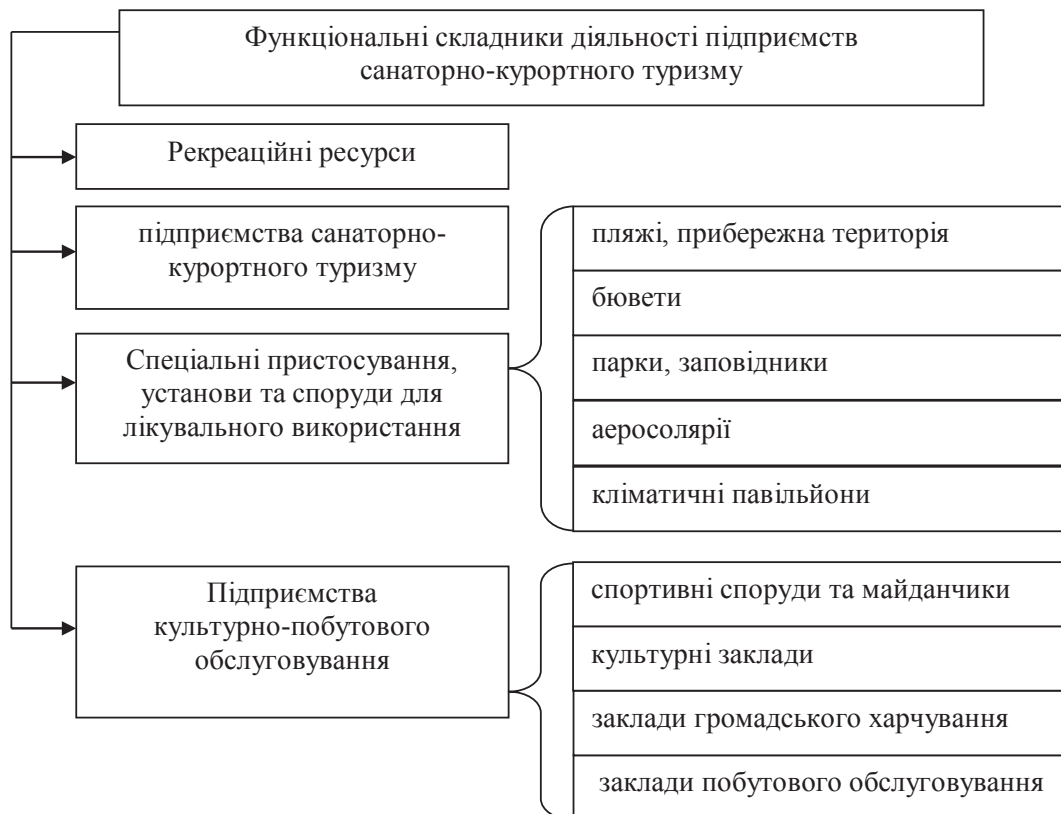 Функціональні складники діяльності підприємств
санаторно-курортного туризму
Рекреаційні ресурси
підприємства санаторно-
курортного туризму
Спеціальні пристосування,
установи та споруди для
лікувального використання
пляжі, прибережна територія
бювети
парки, заповідники
аеросолярії
кліматичні павільйони
Підприємства
культурно-побутового
обслуговування
спортивні споруди та майданчики
культурні заклади
заклади громадського харчування
заклади побутового обслуговування